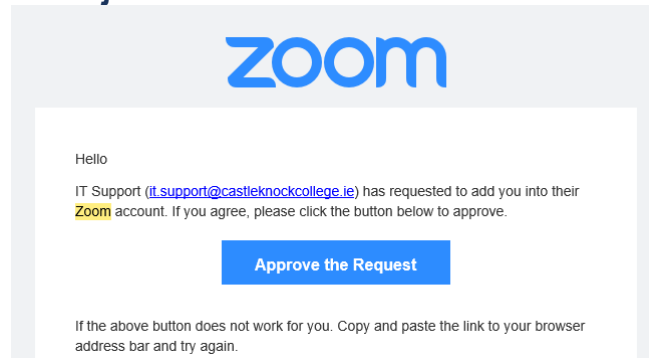 zoom
Hello
IT Support (it.support@castleknockcollege.ie) has requested to add you into their
Zoom account. If you agree, please click the button below to approve.
Approve the Request
If the above button does not work for you. Copy and paste the link to your browser
address bar and try again.